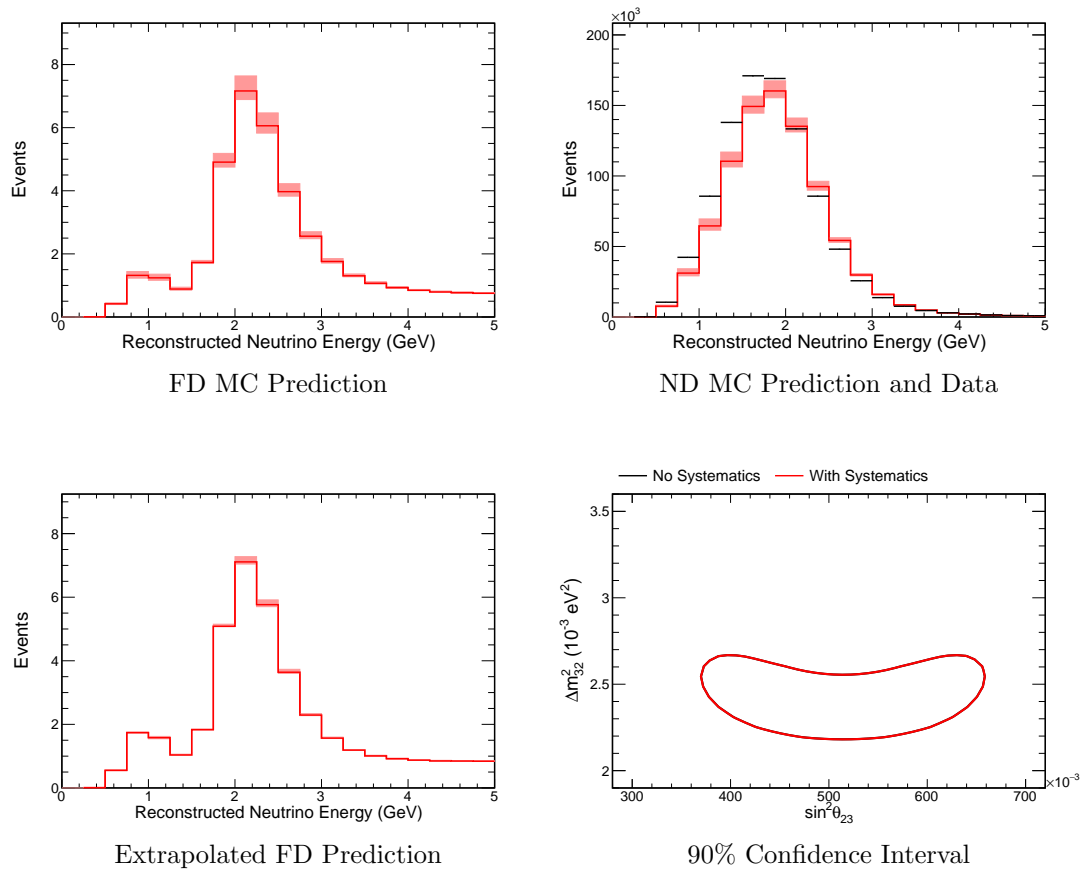 8
6
4
2
0
Events
0 1 2 3 4 5
Reconstructed Neutrino Energy (GeV)
FD MC Prediction
×10³
200
150
100
50
0
Events
0 1 2 3 4 5
Reconstructed Neutrino Energy (GeV)
ND MC Prediction and Data
8
6
4
2
0
Events
0 1 2 3 4 5
Reconstructed Neutrino Energy (GeV)
Extrapolated FD Prediction
No Systematics With Systematics
3.5
3
2.5
2
Δm²₃₂ (10⁻³ eV²)
300 400 500 600 700
×10⁻³
sin²θ₂₃
90% Confidence Interval